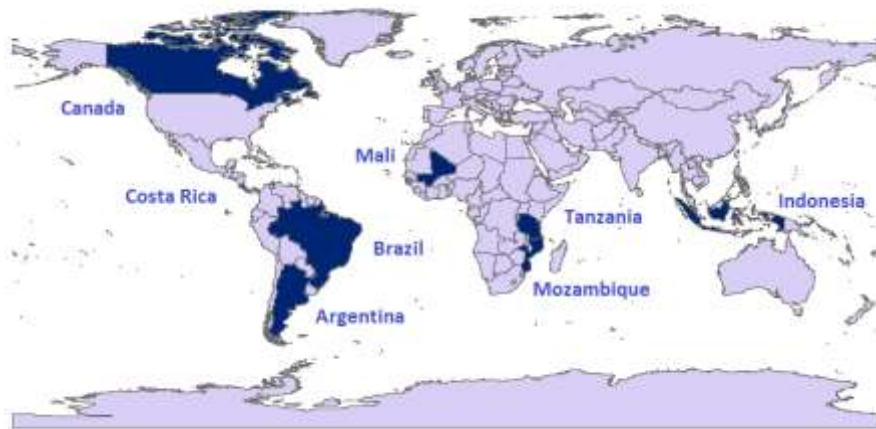 Canada
Mali
Costa Rica
Indonesia
Tanzania
Brazil
Mozambique
Argentina